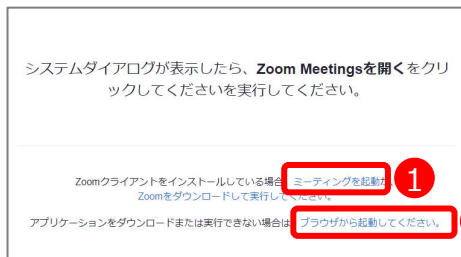 システムダイアログが表示したら、Zoom Meetingsを開くをクリ
ックしてくださいを実行してください。
Zoomクライアントをインストールしている場合 ミーティングを起動
1
Zoomをダウンロードして実行してください。
アプリケーションをダウンロードまたは実行できない場合は ブラウザから起動してください。